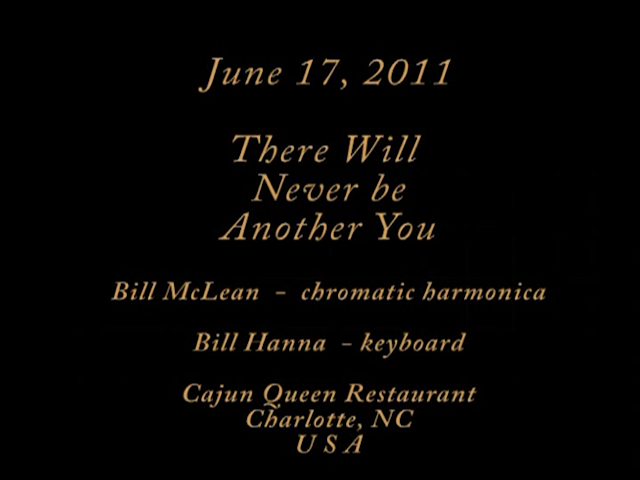 June 17, 2011
There Will
Never be
Another You
Bill McLean - chromatic harmonica
Bill Hanna - keyboard
Cajun Queen Restaurant
Charlotte, NC
U S A